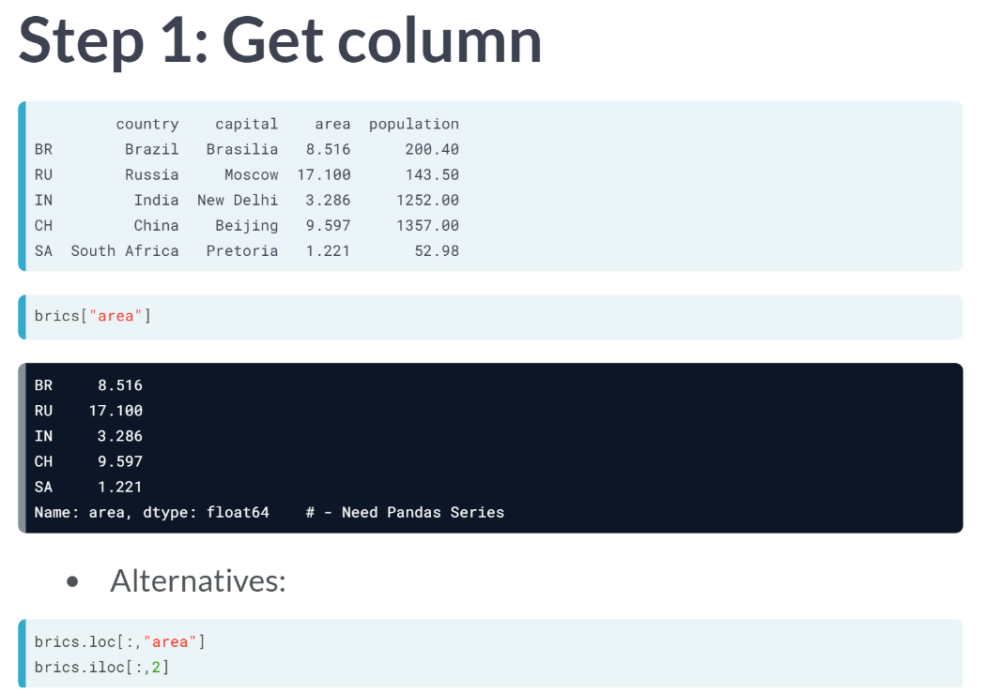 Step 1: Get column
         country    capital    area  population
BR        Brazil   Brasilia   8.516      200.40
RU        Russia     Moscow  17.100      143.50
IN         India  New Delhi   3.286     1252.00
CH         China    Beijing   9.597     1357.00
SA  South Africa   Pretoria   1.221       52.98
brics["area"]
BR     8.516
RU    17.100
IN     3.286
CH     9.597
SA     1.221
Name: area, dtype: float64    # - Need Pandas Series
• Alternatives:
brics.loc[:,"area"]
brics.iloc[:,2]